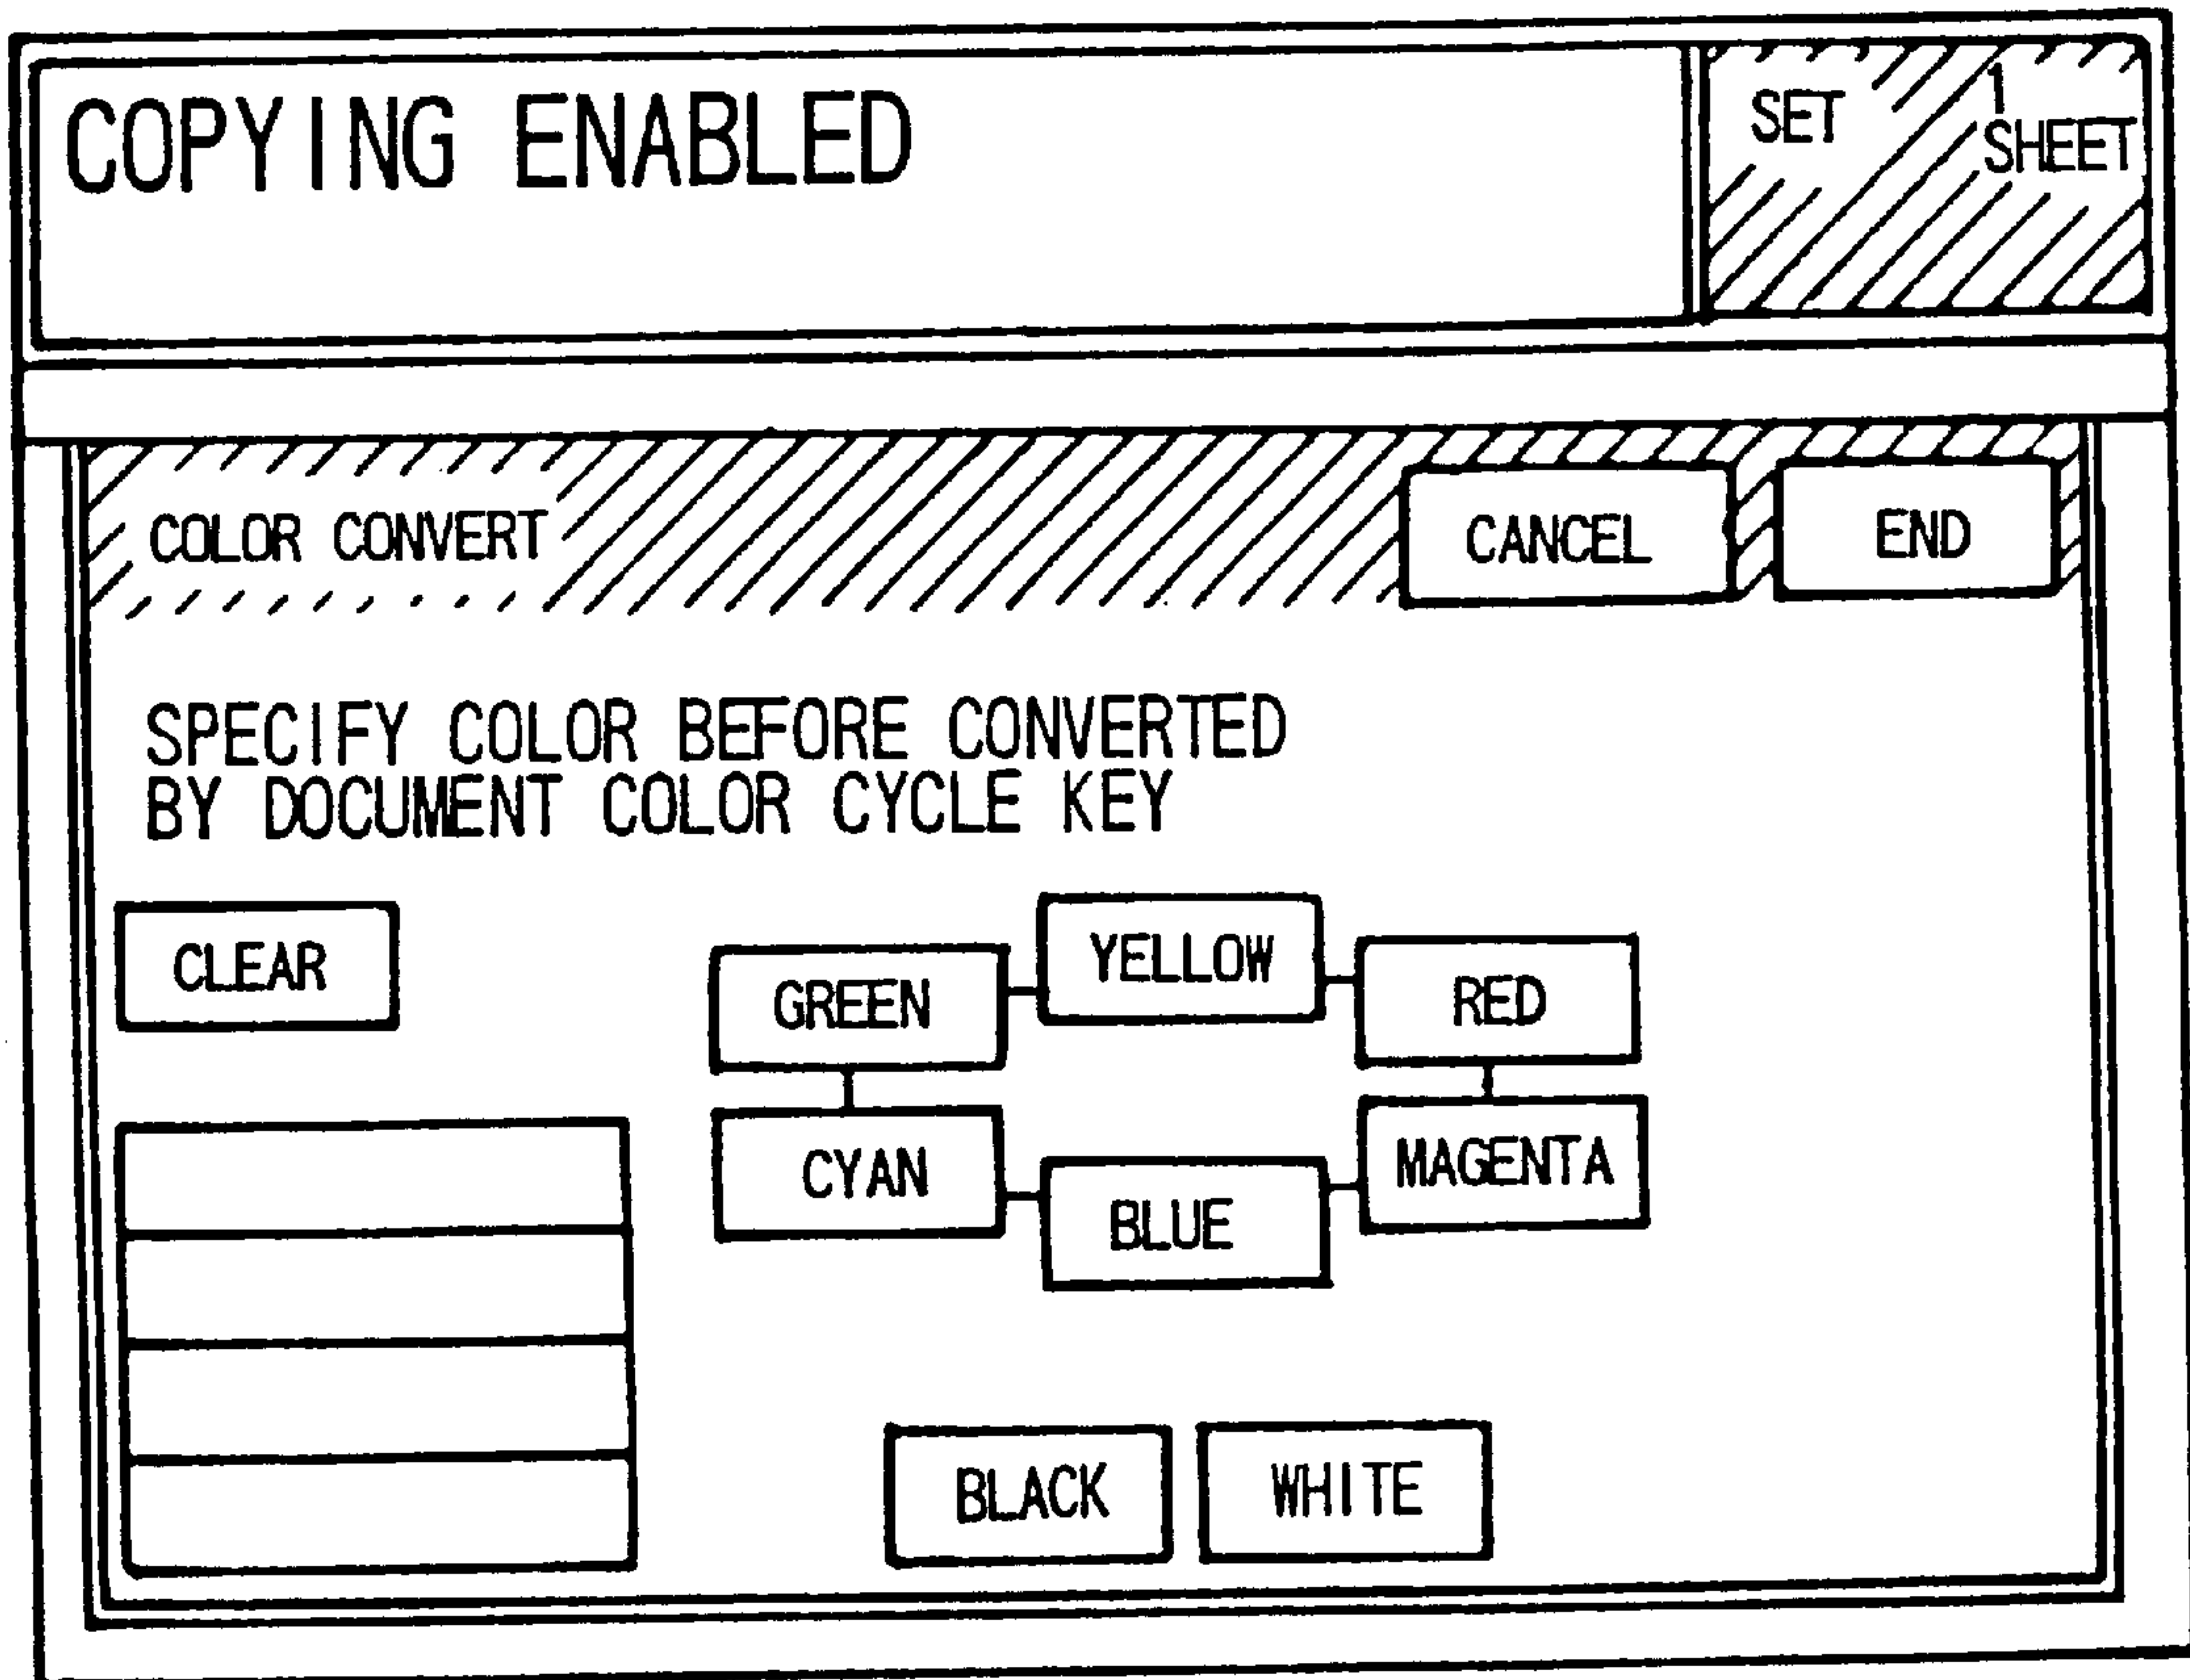 COPYING ENABLED
SET 1
SHEET
COLOR CONVERT
CANCEL
END
SPECIFY COLOR BEFORE CONVERTED
BY DOCUMENT COLOR CYCLE KEY
CLEAR
GREEN
YELLOW
RED
CYAN
BLUE
MAGENTA
BLACK
WHITE